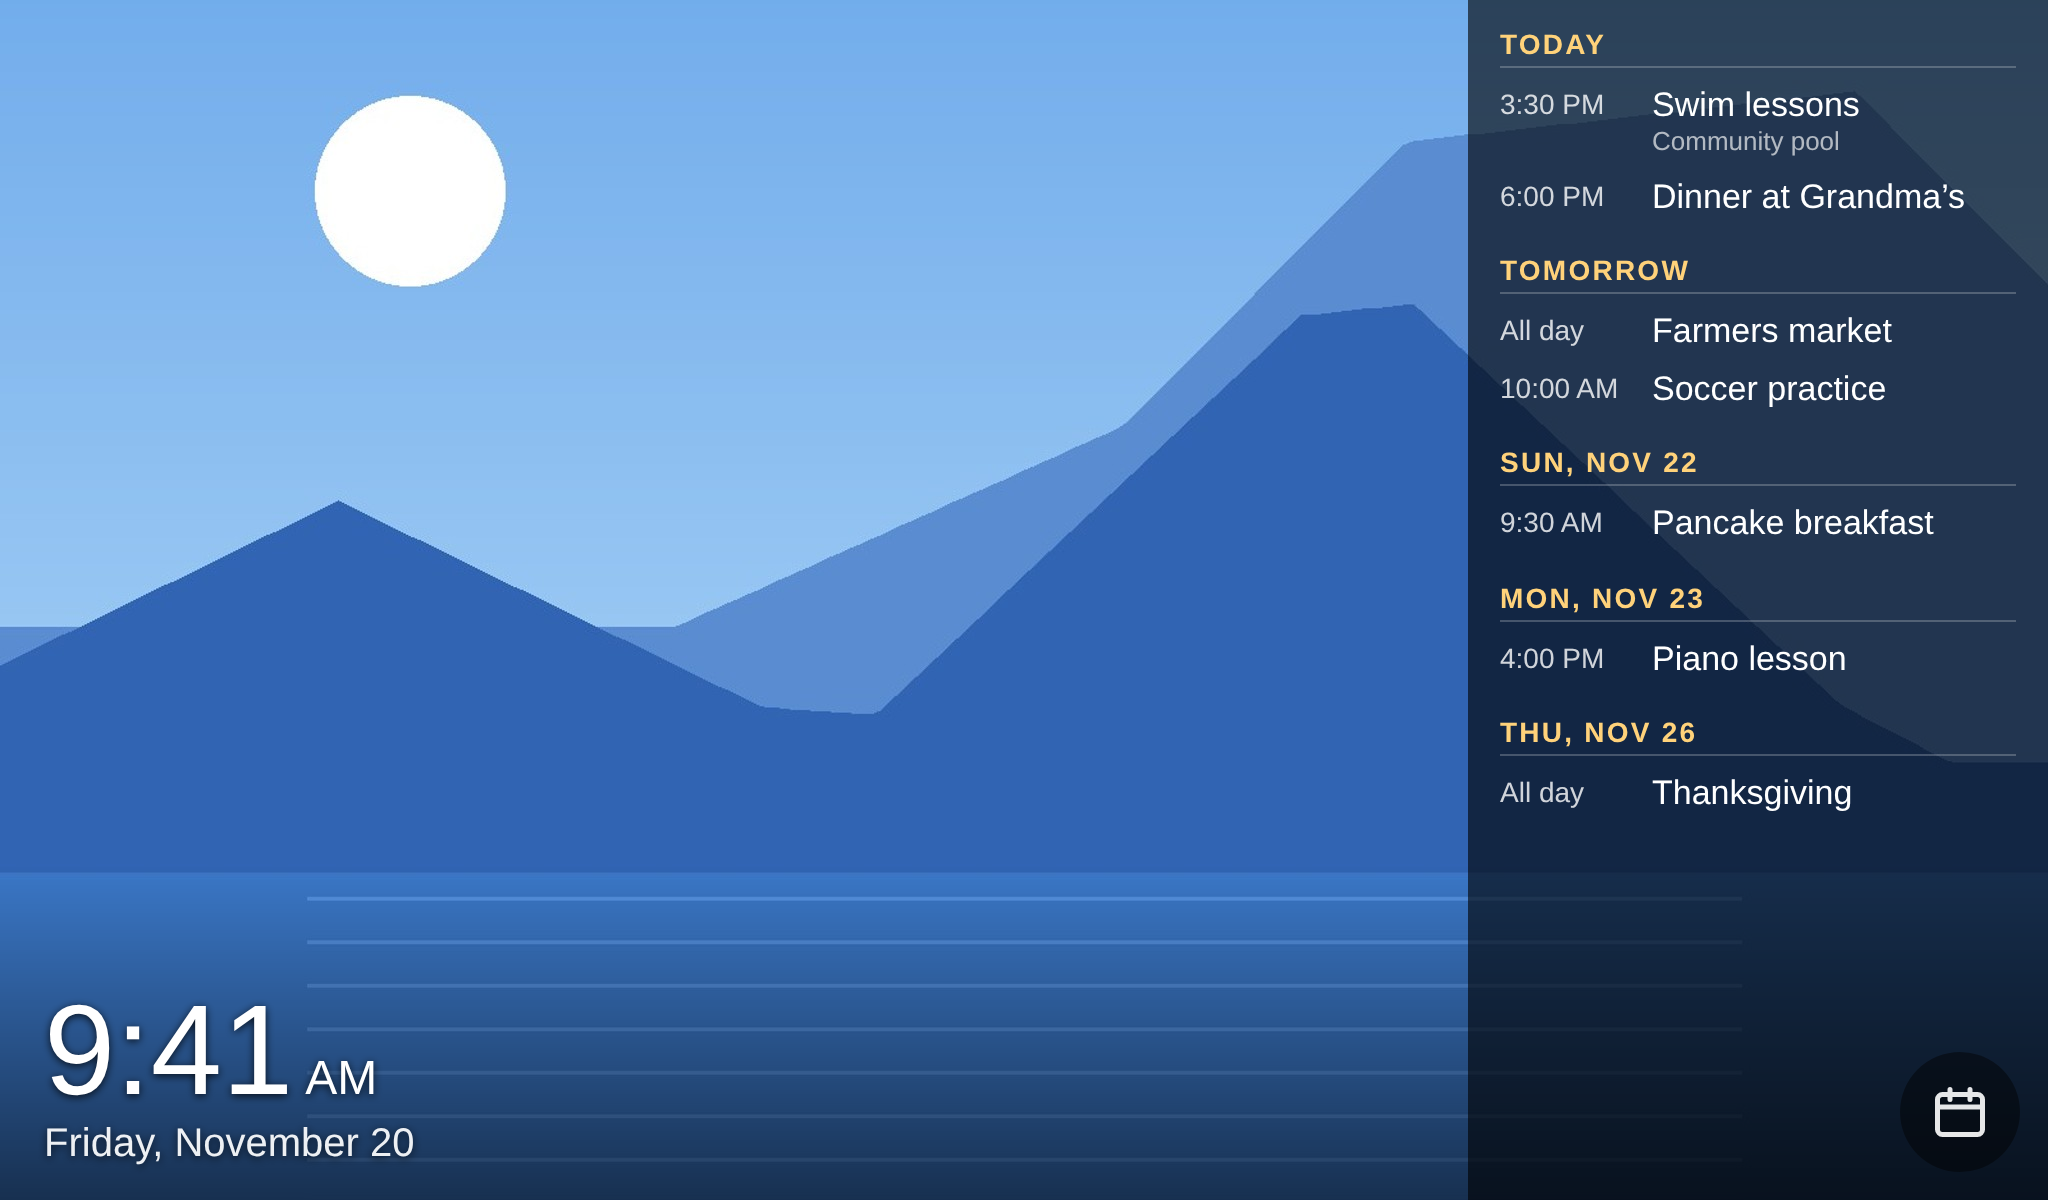 TODAY
3:30 PM Swim lessons
Community pool
6:00 PM Dinner at Grandma’s
TOMORROW
All day Farmers market
10:00 AM Soccer practice
SUN, NOV 22
9:30 AM Pancake breakfast
MON, NOV 23
4:00 PM Piano lesson
THU, NOV 26
All day Thanksgiving
9:41 AM
Friday, November 20